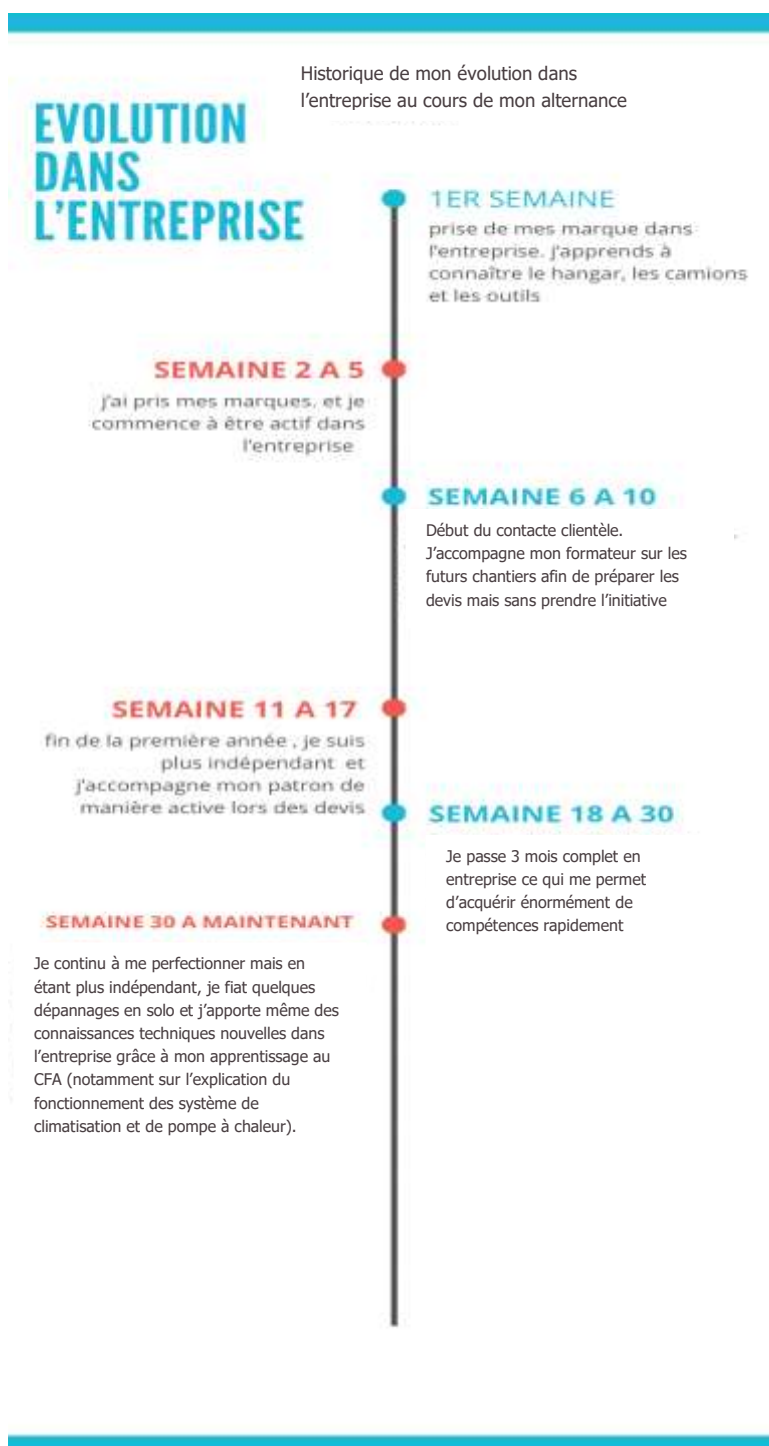 Historique de mon évolution dans
l'entreprise au cours de mon alternance
EVOLUTION
DANS
L'ENTREPRISE
1ER SEMAINE
prise de mes marque dans
l'entreprise. j'apprends à
connaître le hangar, les camions
et les outils
SEMAINE 2 A 5
j'ai pris mes marques. et je
commence à être actif dans
l'entreprise
SEMAINE 6 A 10
Début du contacte clientèle.
J'accompagne mon formateur sur les
futurs chantiers afin de préparer les
devis mais sans prendre l'initiative
SEMAINE 11 A 17
fin de la première année , je suis
plus indépendant et
j'accompagne mon patron de
manière active lors des devis
SEMAINE 18 A 30
Je passe 3 mois complet en
entreprise ce qui me permet
d'acquérir énormément de
compétences rapidement
SEMAINE 30 A MAINTENANT
Je continu à me perfectionner mais en
étant plus indépendant, je fiat quelques
dépannages en solo et j'apporte même des
connaissances techniques nouvelles dans
l'entreprise grâce à mon apprentissage au
CFA (notamment sur l'explication du
fonctionnement des système de
climatisation et de pompe à chaleur).